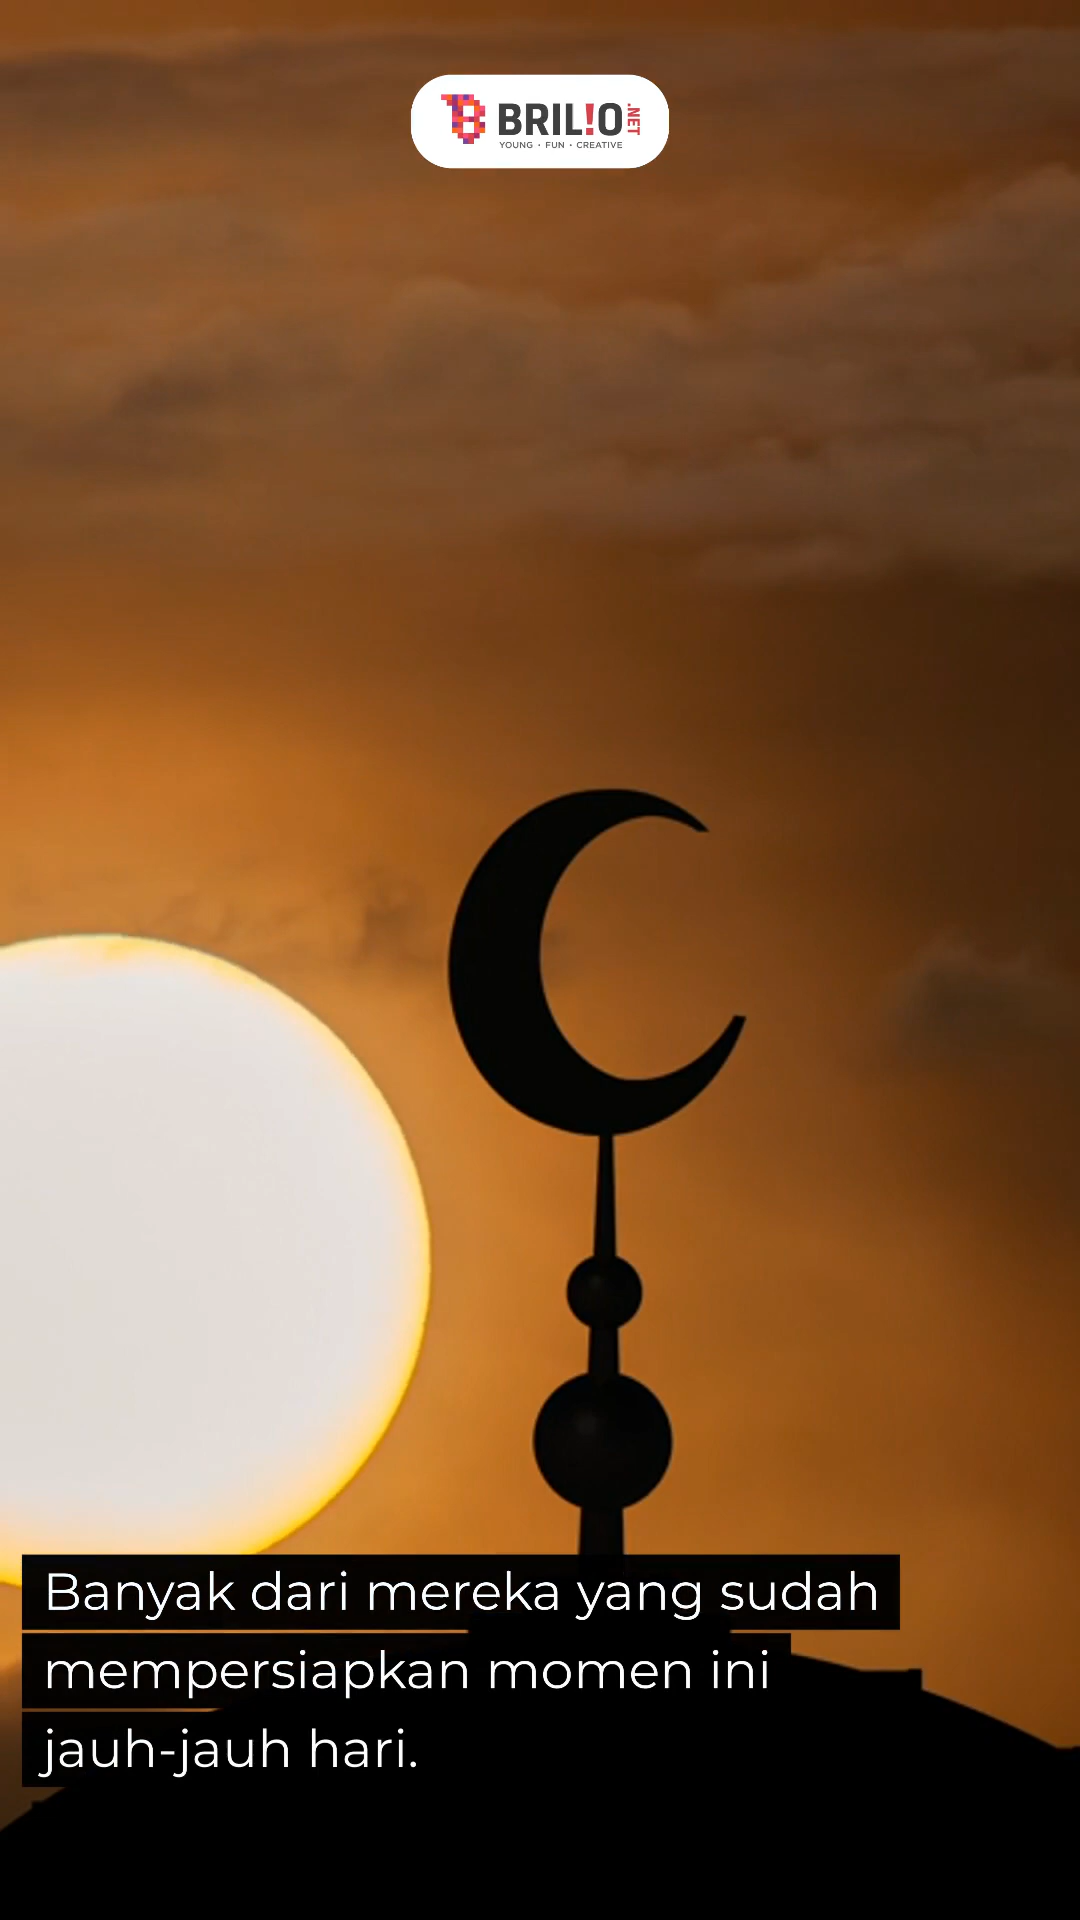 BRIL!O.NET
YOUNG • FUN • CREATIVE
Banyak dari mereka yang sudah
mempersiapkan momen ini
jauh-jauh hari.